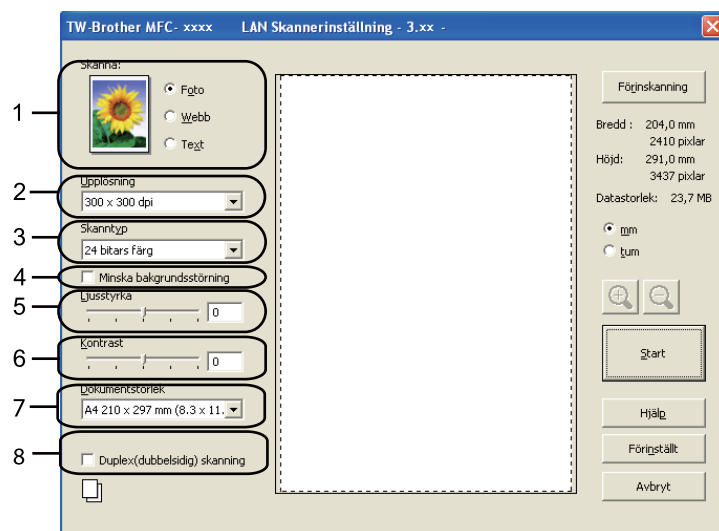 TW-Brother MFC- xxxx LAN Skannerinställning - 3.xx -
1
Skanna:
Foto
Webb
Text
2
Upplösning
300 x 300 dpi
3
Skanntyp
24 bitars färg
4
Minska bakgrundsstörning
5
Ljusstyrka
0
6
Kontrast
0
7
Dokumentstorlek
A4 210 x 297 mm (8.3 x 11.
8
Duplex(dubbelsidig) skanning
Förinskanning
Bredd : 204,0 mm
2410 pixlar
Höjd: 291,0 mm
3437 pixlar
Datastorlek: 23,7 MB
mm
tum
Start
Hjälp
Förinställt
Avbryt